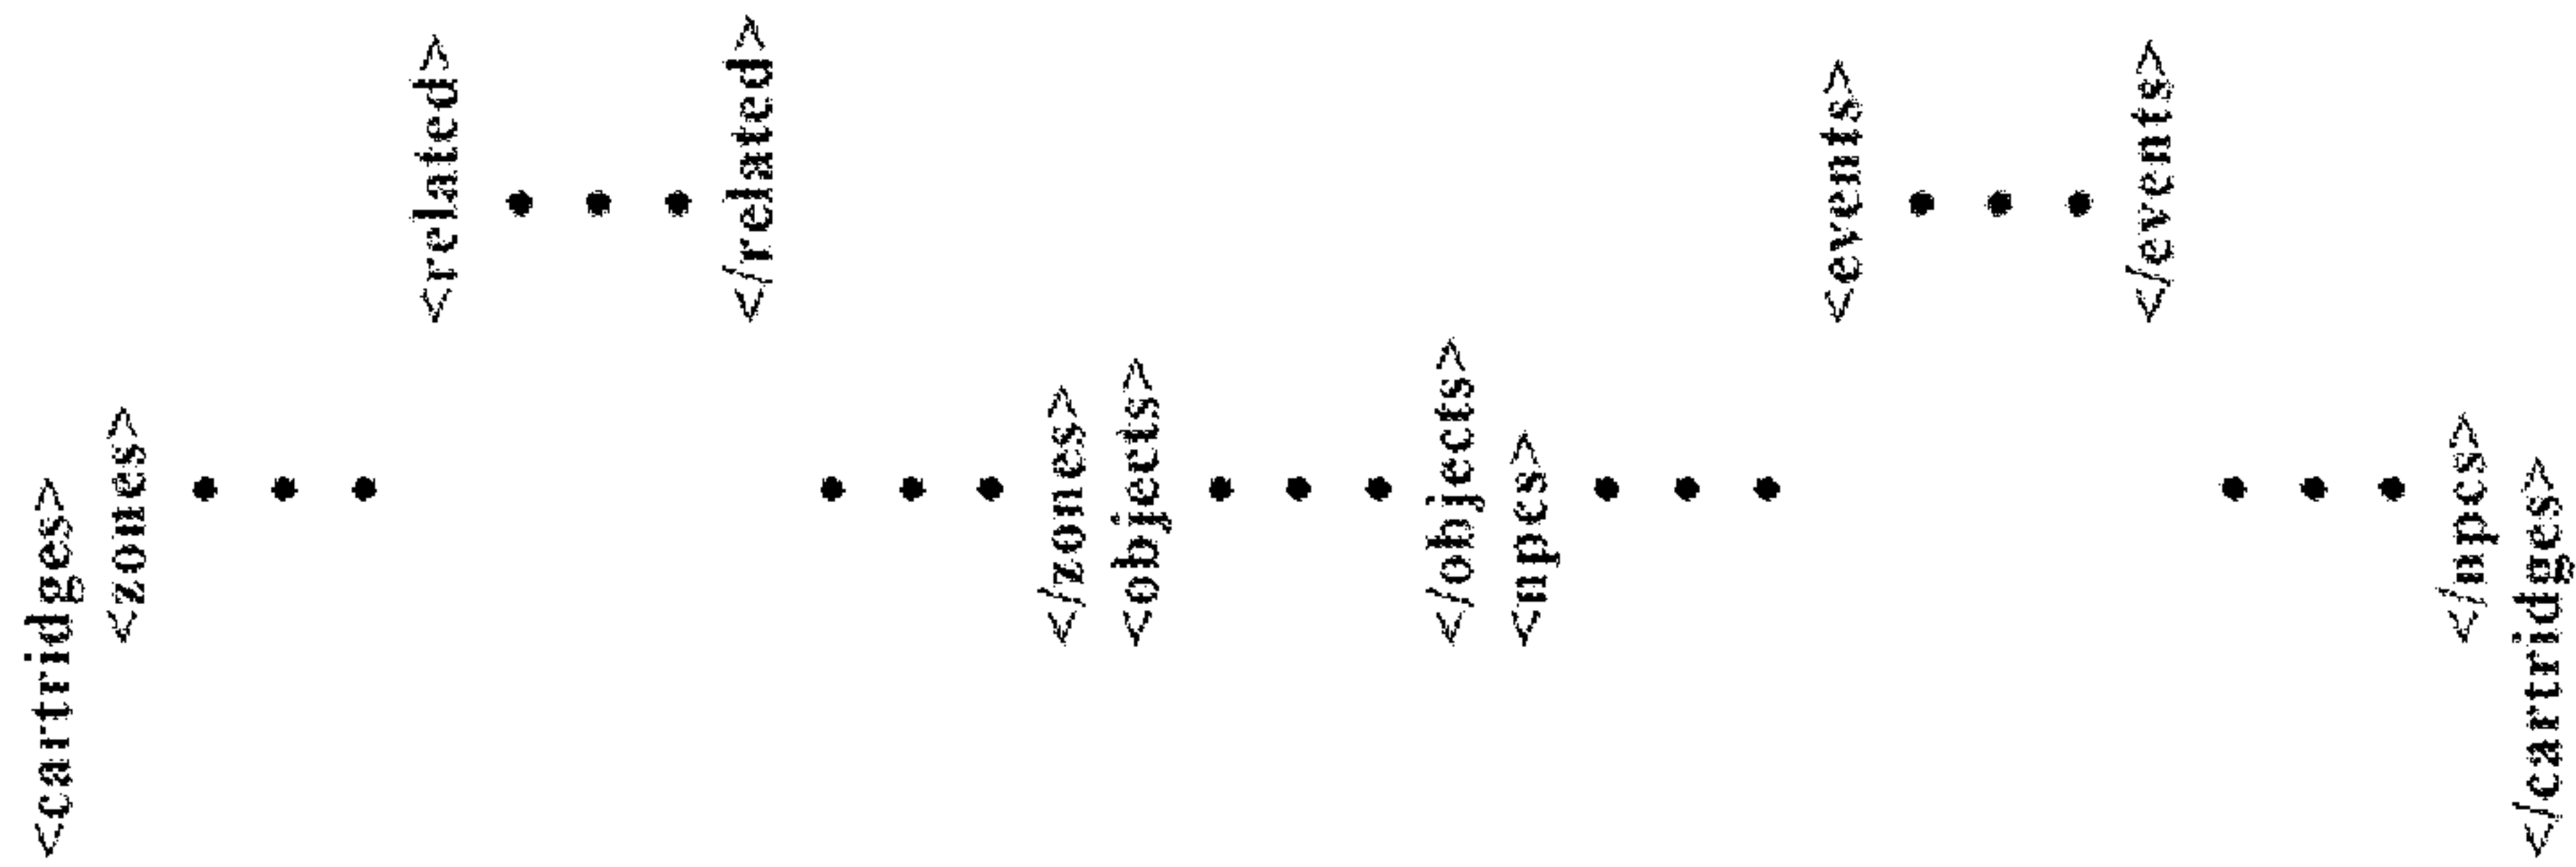 <cartridges>
<zones>
•
•
•
<related>
•
•
•
</related>
•
•
•
</zones>
<objects>
•
•
•
</objects>
<npcs>
•
•
•
<events>
•
•
•
</events>
•
•
•
</npcs>
</cartridges>